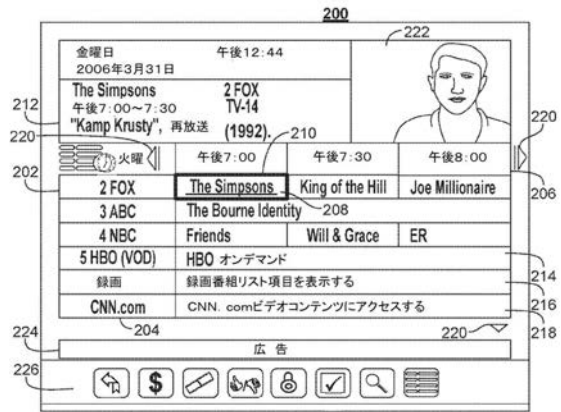 200
222
金曜日 午後12:44
2006年3月31日
The Simpsons 2 FOX
午後7:00～7:30 TV-14
"Kamp Krusty", 再放送 (1992).
212
210
220
220
火曜 午後7:00 午後7:30 午後8:00
202
206
2 FOX The Simpsons King of the Hill Joe Millionaire
208
3 ABC The Bourne Identity
4 NBC Friends Will & Grace ER
5 HBO (VOD) HBO オンデマンド
214
録画 録画番組リスト項目を表示する
216
CNN.com CNN. comビデオコンテンツにアクセスする
218
204
220
224
広 告
226
$